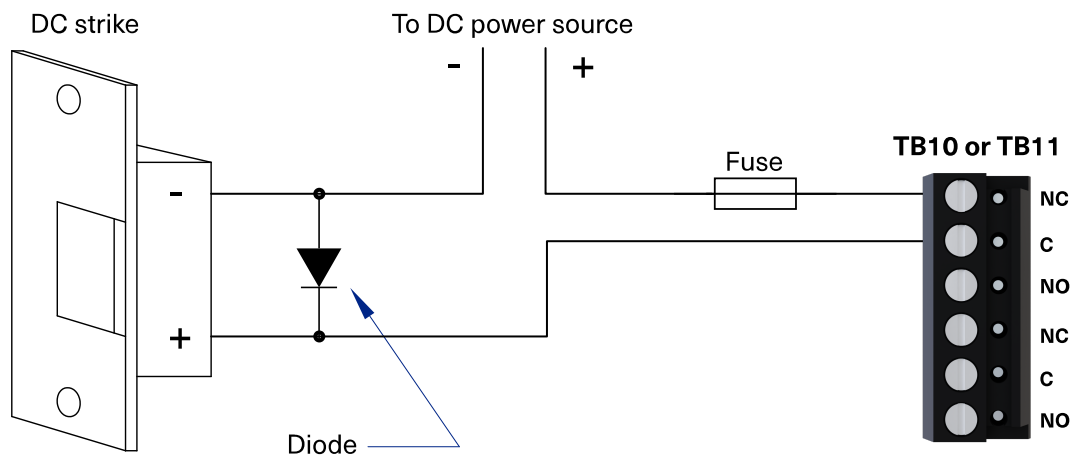 DC strike
To DC power source
- +
Fuse
TB10 or TB11
-
+
NC
C
NO
NC
C
NO
Diode